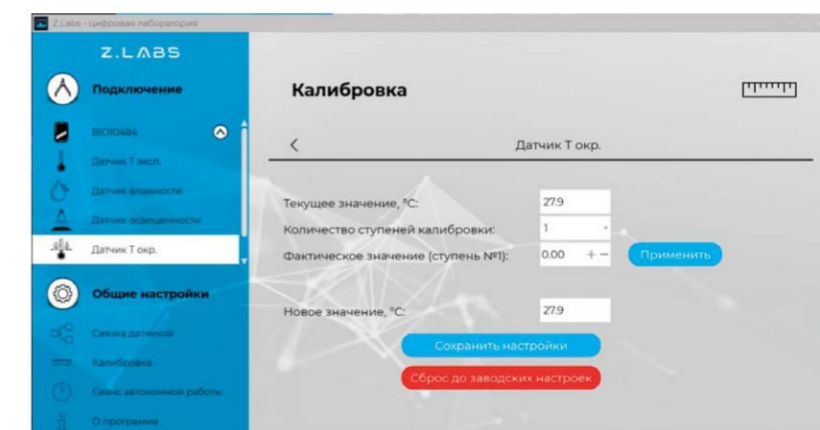 Z.Labs - цифровая лаборатория
Z.LABS
Подключение
BIO10484
Датчик Т эксп.
Датчик влажности
Датчик освещенности
Датчик Т окр.
Общие настройки
Связка датчиков
Калибровка
Сеанс автономной работы
О программе
Калибровка
Датчик Т окр.
Текущее значение, °С: 27.9
Количество ступеней калибровки: 1
Фактическое значение (ступень №1): 0.00 + − Применить
Новое значение, °С: 27.9
Сохранить настройки
Сброс до заводских настроек